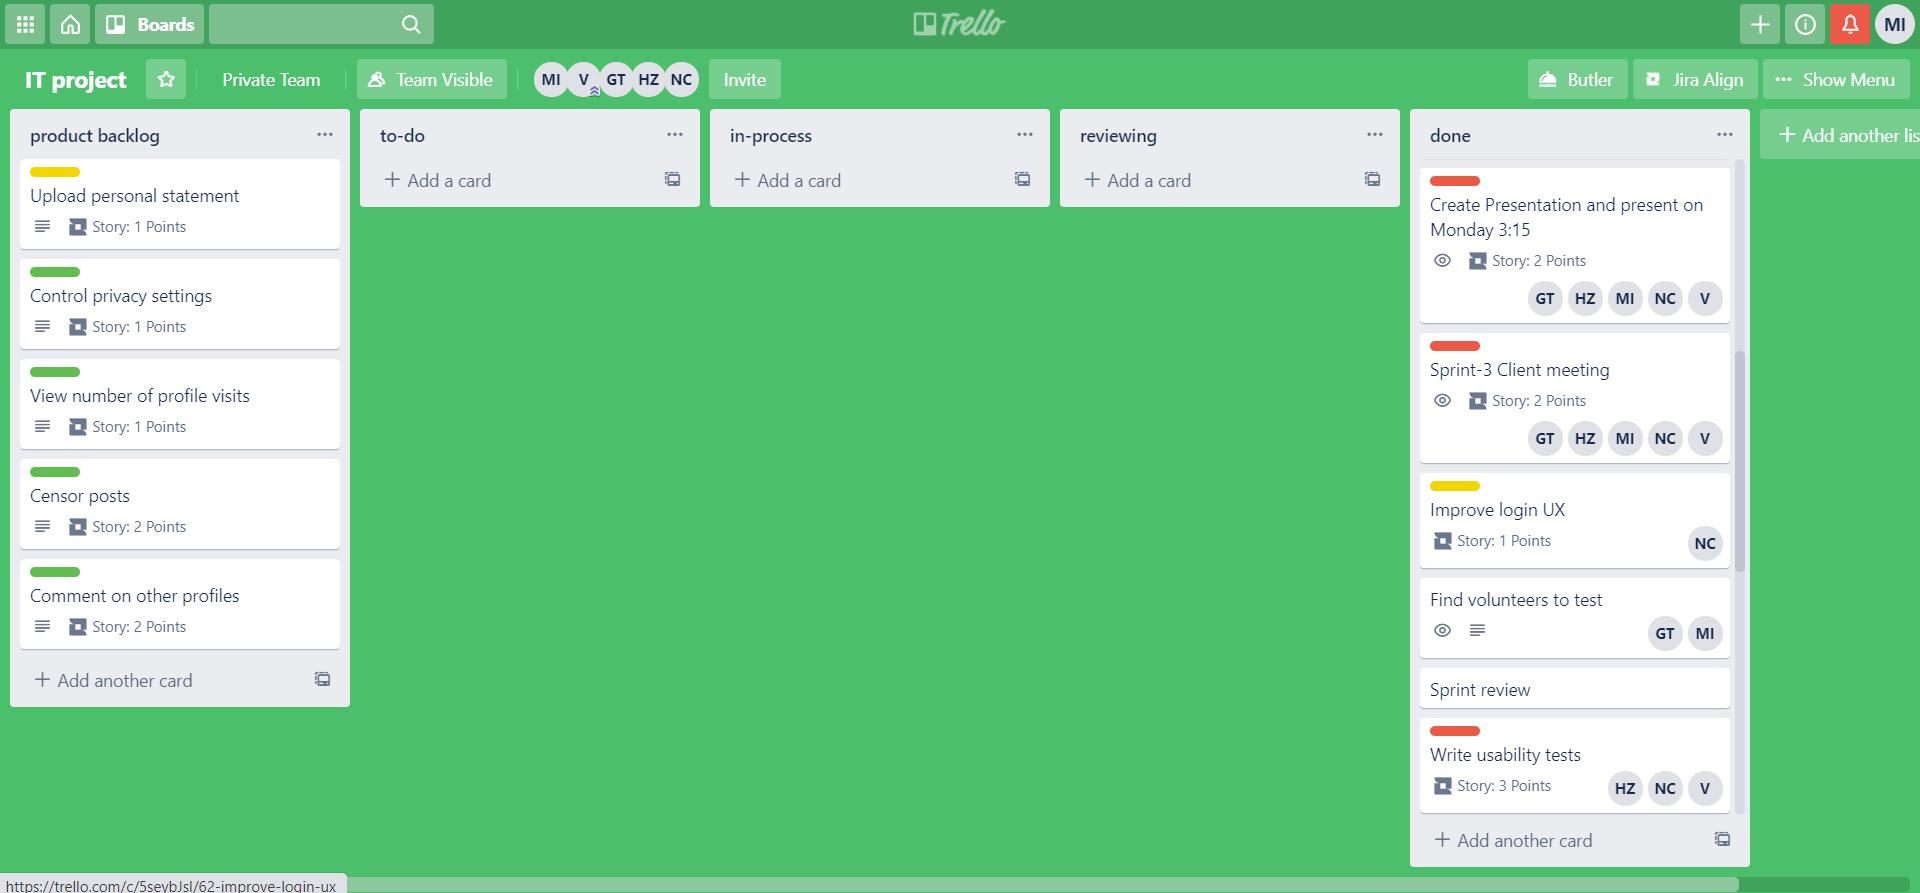 Boards
Trello
MI
IT project
Private Team
Team Visible
MI V GT HZ NC
Invite
Butler
Jira Align
Show Menu
product backlog
Upload personal statement
Story: 1 Points
Control privacy settings
Story: 1 Points
View number of profile visits
Story: 1 Points
Censor posts
Story: 2 Points
Comment on other profiles
Story: 2 Points
+ Add another card
to-do
+ Add a card
in-process
+ Add a card
reviewing
+ Add a card
done
Create Presentation and present on
Monday 3:15
Story: 2 Points
GT HZ MI NC V
Sprint-3 Client meeting
Story: 2 Points
GT HZ MI NC V
Improve login UX
Story: 1 Points
NC
Find volunteers to test
GT MI
Sprint review
Write usability tests
Story: 3 Points
HZ NC V
+ Add another card
+ Add another lis
https://trello.com/c/5seybJsI/62-improve-login-ux